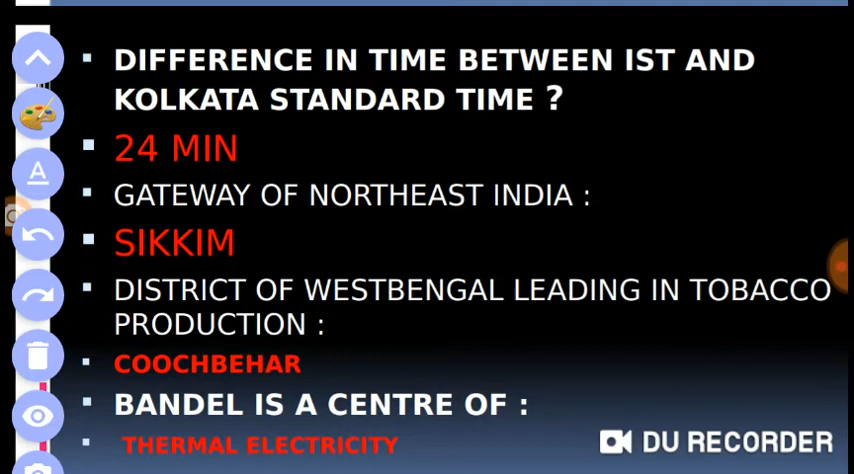 DIFFERENCE IN TIME BETWEEN IST AND
KOLKATA STANDARD TIME ?
24 MIN
GATEWAY OF NORTHEAST INDIA :
SIKKIM
DISTRICT OF WESTBENGAL LEADING IN TOBACCO
PRODUCTION :
COOCHBEHAR
BANDEL IS A CENTRE OF :
THERMAL ELECTRICITY
DU RECORDER
A